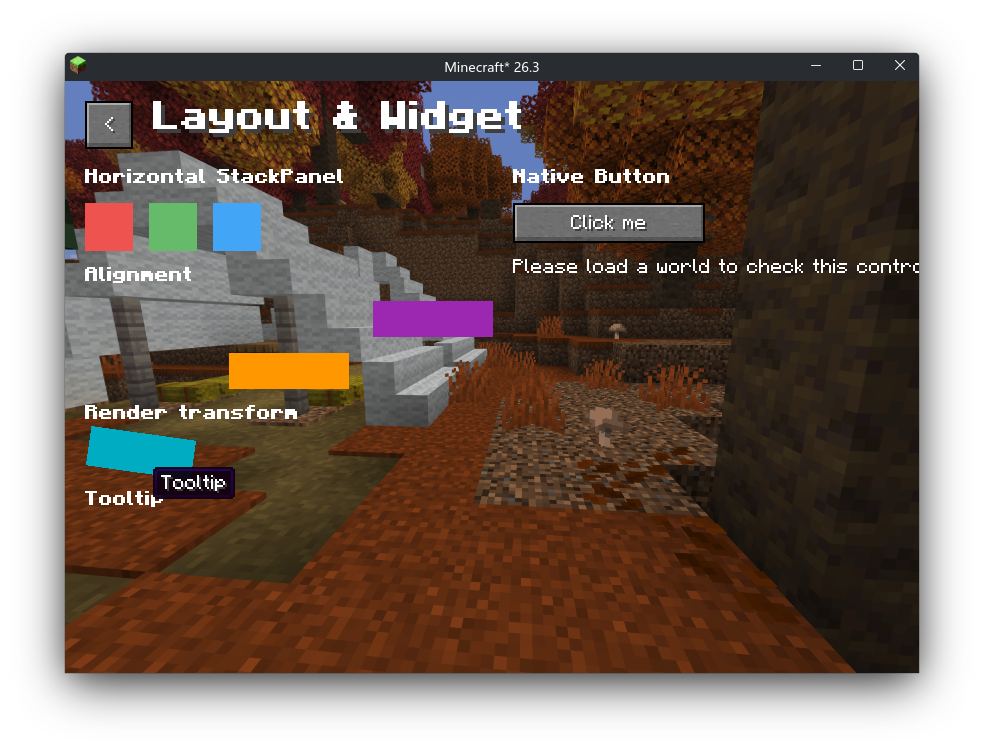 Minecraft* 26.3
< Layout & Widget
Horizontal StackPanel
Alignment
Render transform
Tooltip
Tooltip
Native Button
Click me
Please load a world to check this contro